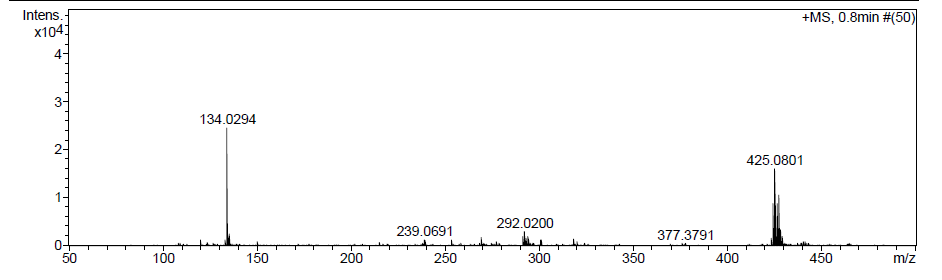 Intens.
x10⁴
+MS, 0.8min #(50)
4
3
2
1
0
134.0294
239.0691
292.0200
377.3791
425.0801
50 100 150 200 250 300 350 400 450 m/z